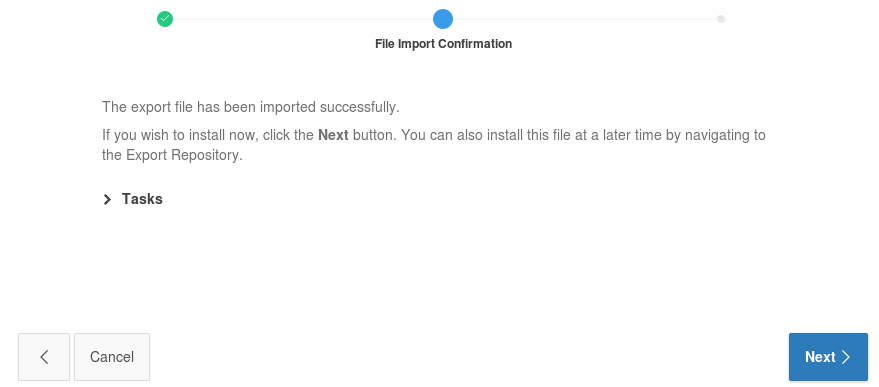 File Import Confirmation
The export file has been imported successfully.
If you wish to install now, click the Next button. You can also install this file at a later time by navigating to
the Export Repository.
Tasks
Cancel
Next